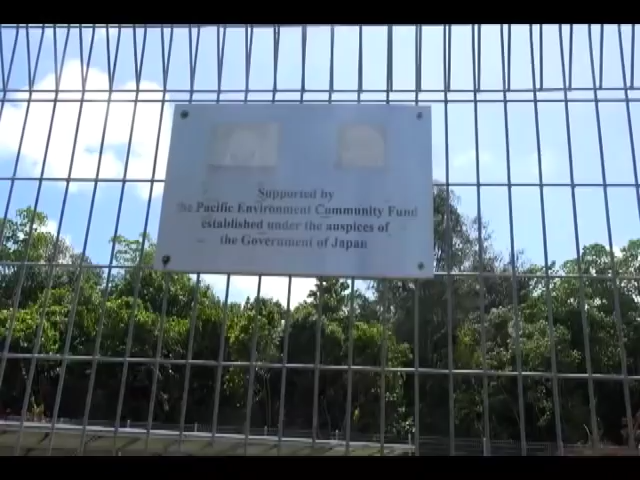 Supported by
the Pacific Environment Community Fund
established under the auspices of
the Government of Japan